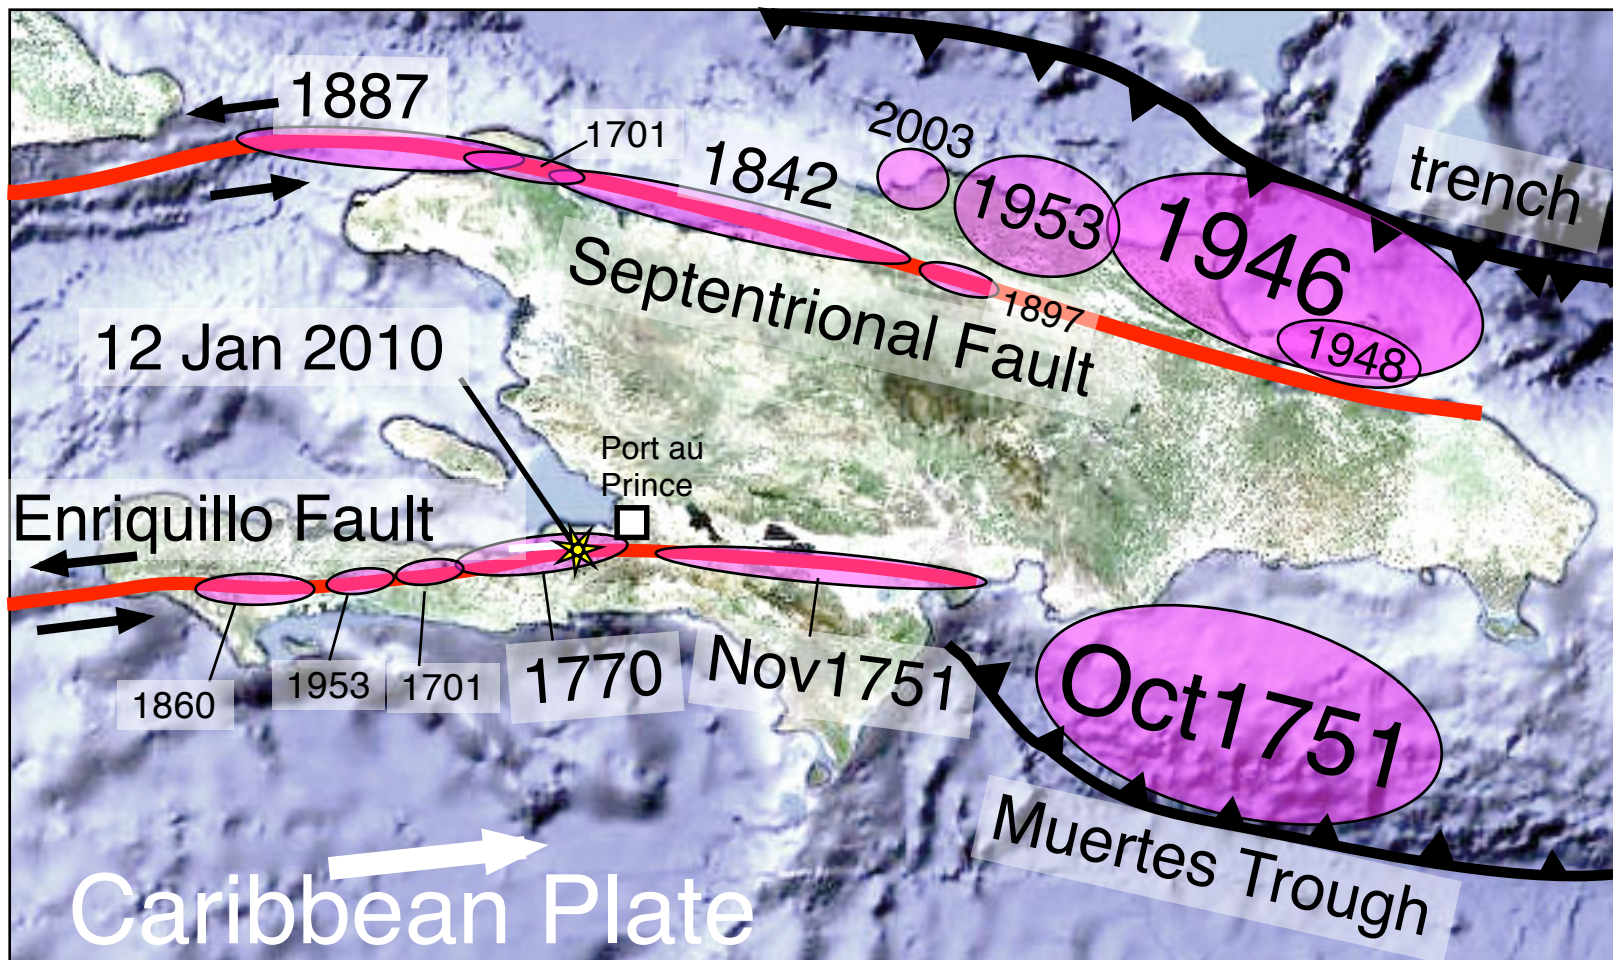 1887
1701
2003
1842
1953
trench
1946
Septentrional Fault
1897
1948
12 Jan 2010
Port au
Prince
Enriquillo Fault
1860
1953
1701
1770
Nov1751
Oct1751
Muertes Trough
Caribbean Plate